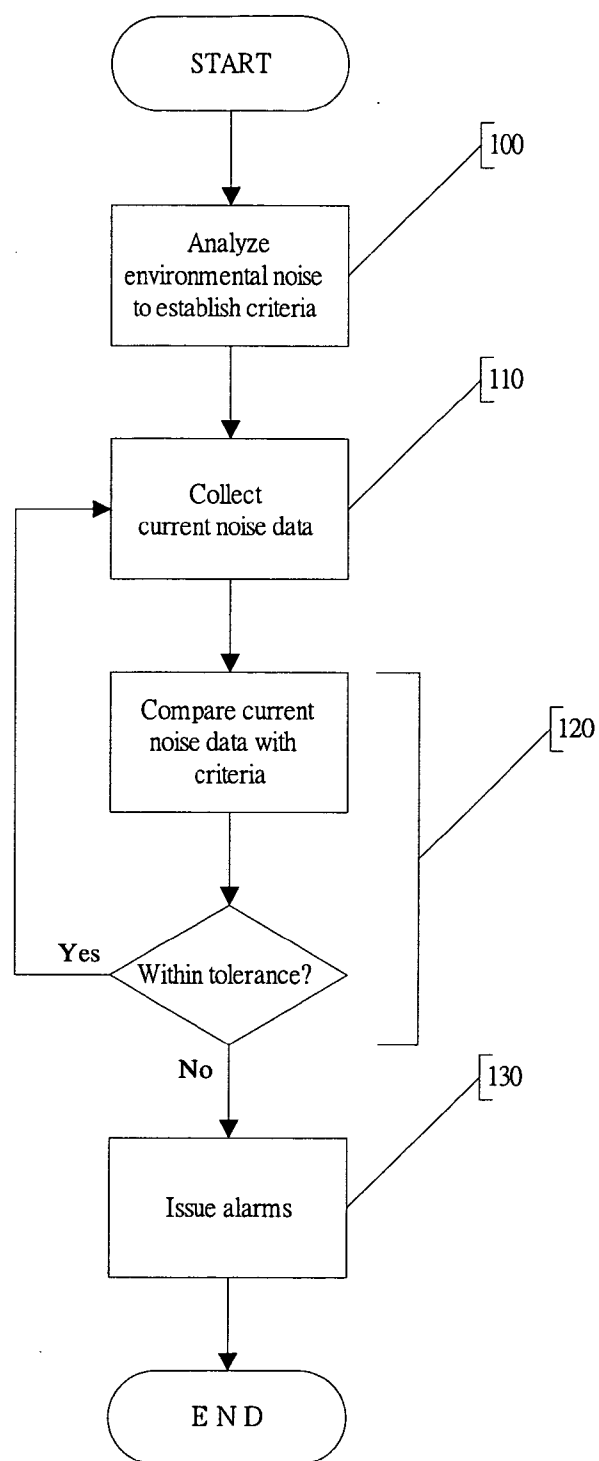 START
100
Analyze
environmental noise
to establish criteria
110
Collect
current noise data
Compare current
noise data with
criteria
120
Yes
Within tolerance?
No
130
Issue alarms
E N D